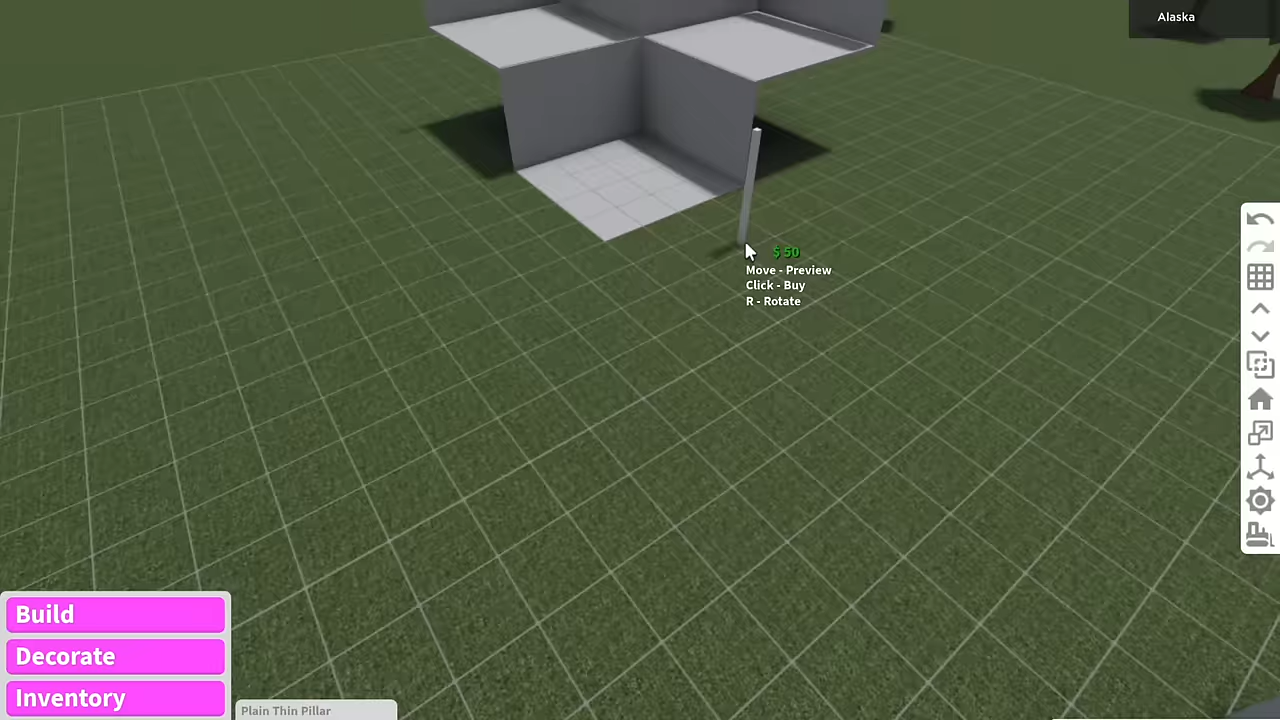 Alaska
$ 50
Move - Preview
Click - Buy
R - Rotate
Build
Decorate
Inventory
Plain Thin Pillar